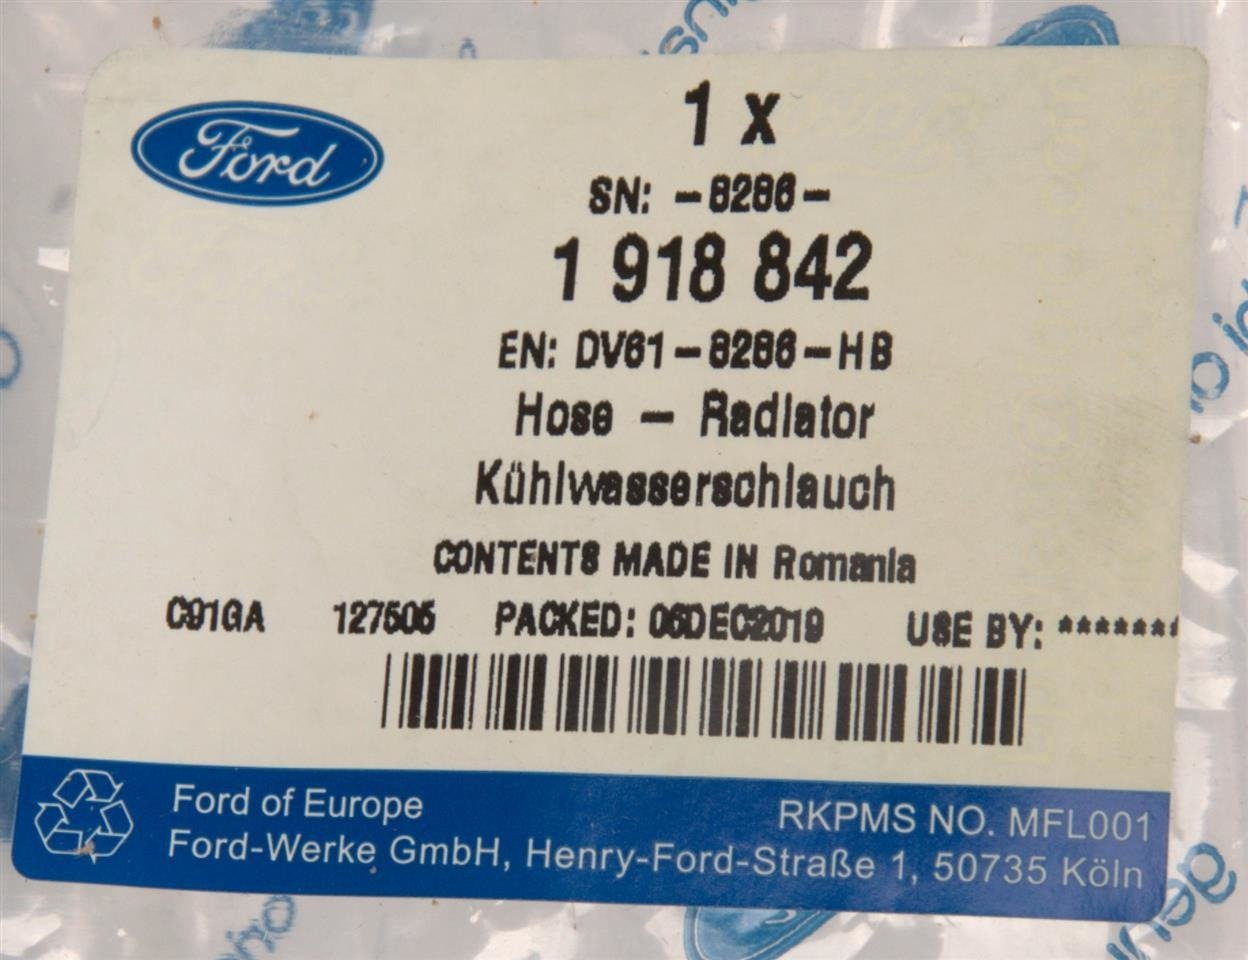 Ford
1 x
SN: -8286-
1 918 842
EN: DV61-8286-HB
Hose - Radiator
Kühlwasserschlauch
CONTENTS MADE IN Romania
C91GA 127505 PACKED: 06DEC2019 USE BY: *******
Ford of Europe
RKPMS NO. MFL001
Ford-Werke GmbH, Henry-Ford-Straße 1, 50735 Köln